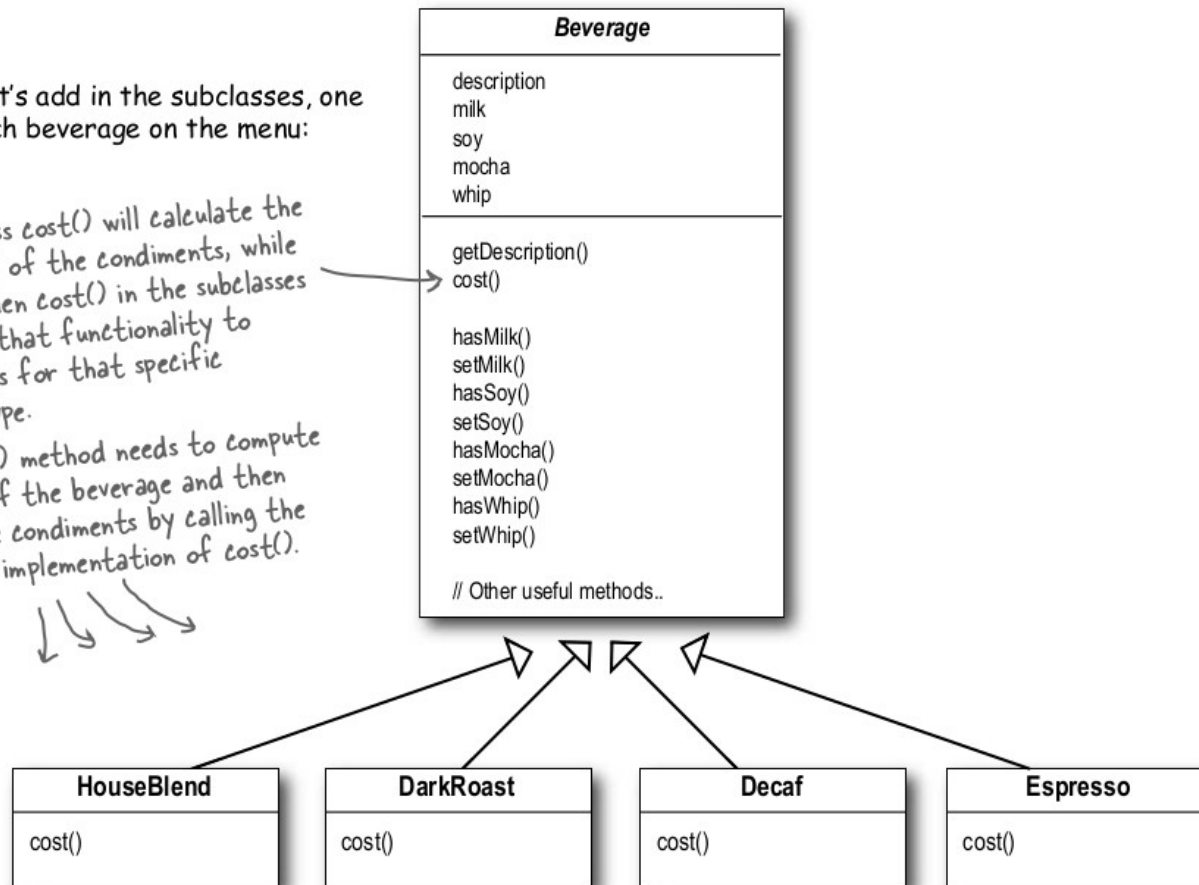 Beverage
description
milk
soy
mocha
whip
getDescription()
cost()
hasMilk()
setMilk()
hasSoy()
setSoy()
hasMocha()
setMocha()
hasWhip()
setWhip()
// Other useful methods..
t's add in the subclasses, one
h beverage on the menu:
ss cost() will calculate the
of the condiments, while
en cost() in the subclasses
that functionality to
s for that specific
pe.
) method needs to compute
f the beverage and then
e condiments by calling the
implementation of cost().
HouseBlend
cost()
DarkRoast
cost()
Decaf
cost()
Espresso
cost()